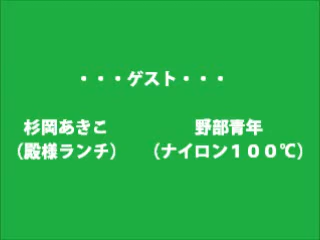 ・・・ゲスト・・・
杉岡あきこ 野部青年
（殿様ランチ） （ナイロン１００℃）